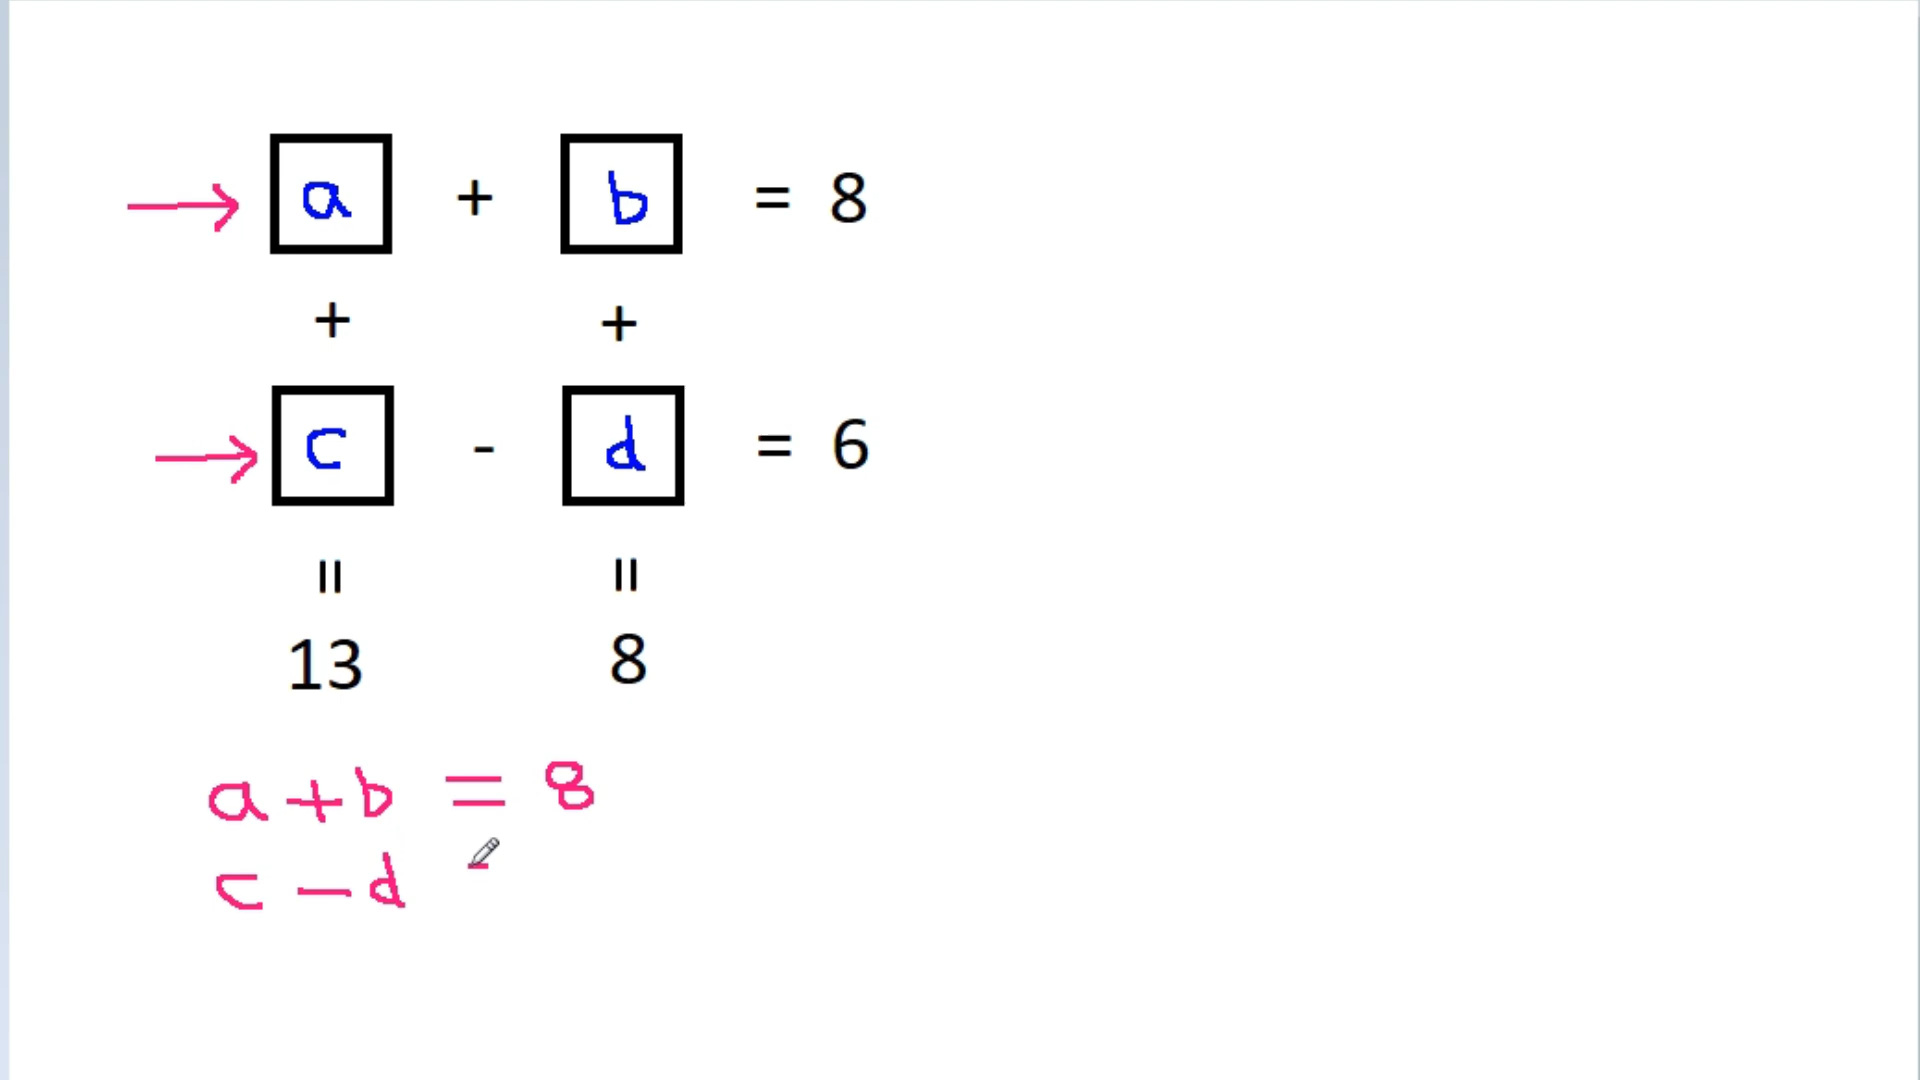 a + b = 8
+ +
c - d = 6
= =
13 8
a + b = 8
c - d